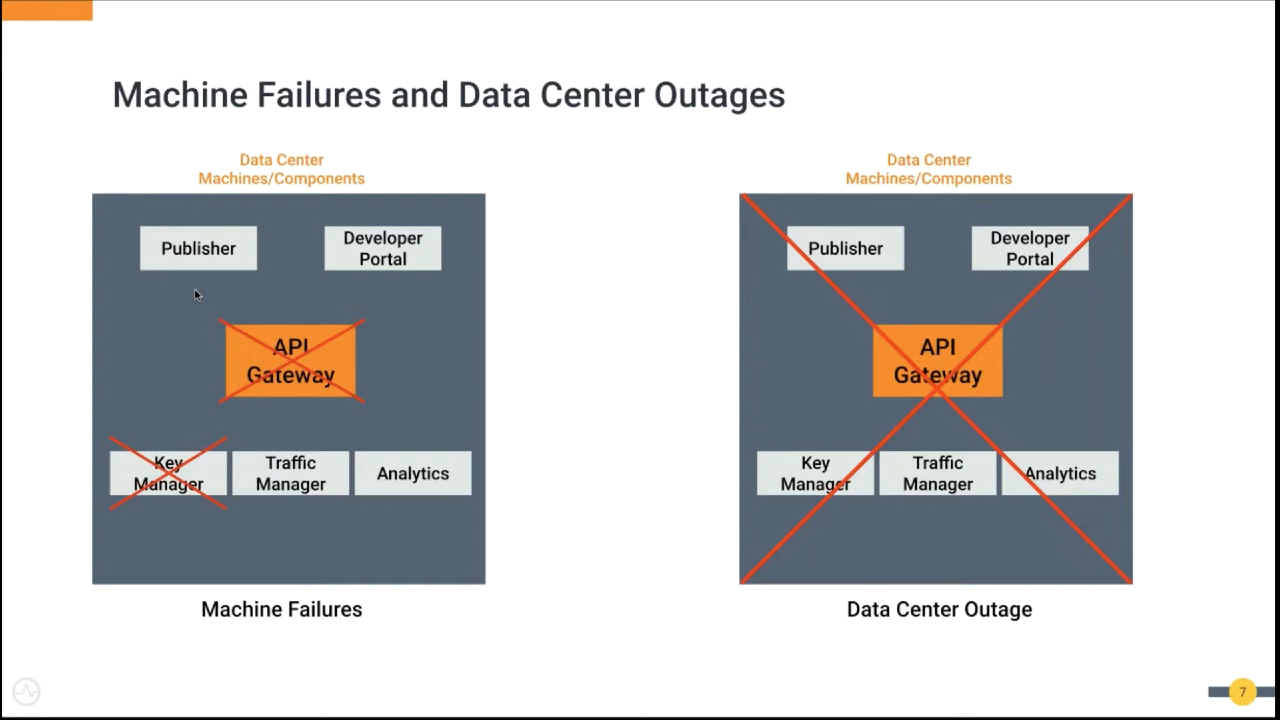 Machine Failures and Data Center Outages
Data Center
Machines/Components
Publisher
Developer
Portal
API
Gateway
Key
Manager
Traffic
Manager
Analytics
Machine Failures
Data Center
Machines/Components
Publisher
Developer
Portal
API
Gateway
Key
Manager
Traffic
Manager
Analytics
Data Center Outage
7